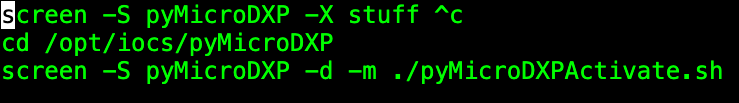 screen -S pyMicroDXP -X stuff ^c
cd /opt/iocs/pyMicroDXP
screen -S pyMicroDXP -d -m ./pyMicroDXPActivate.sh